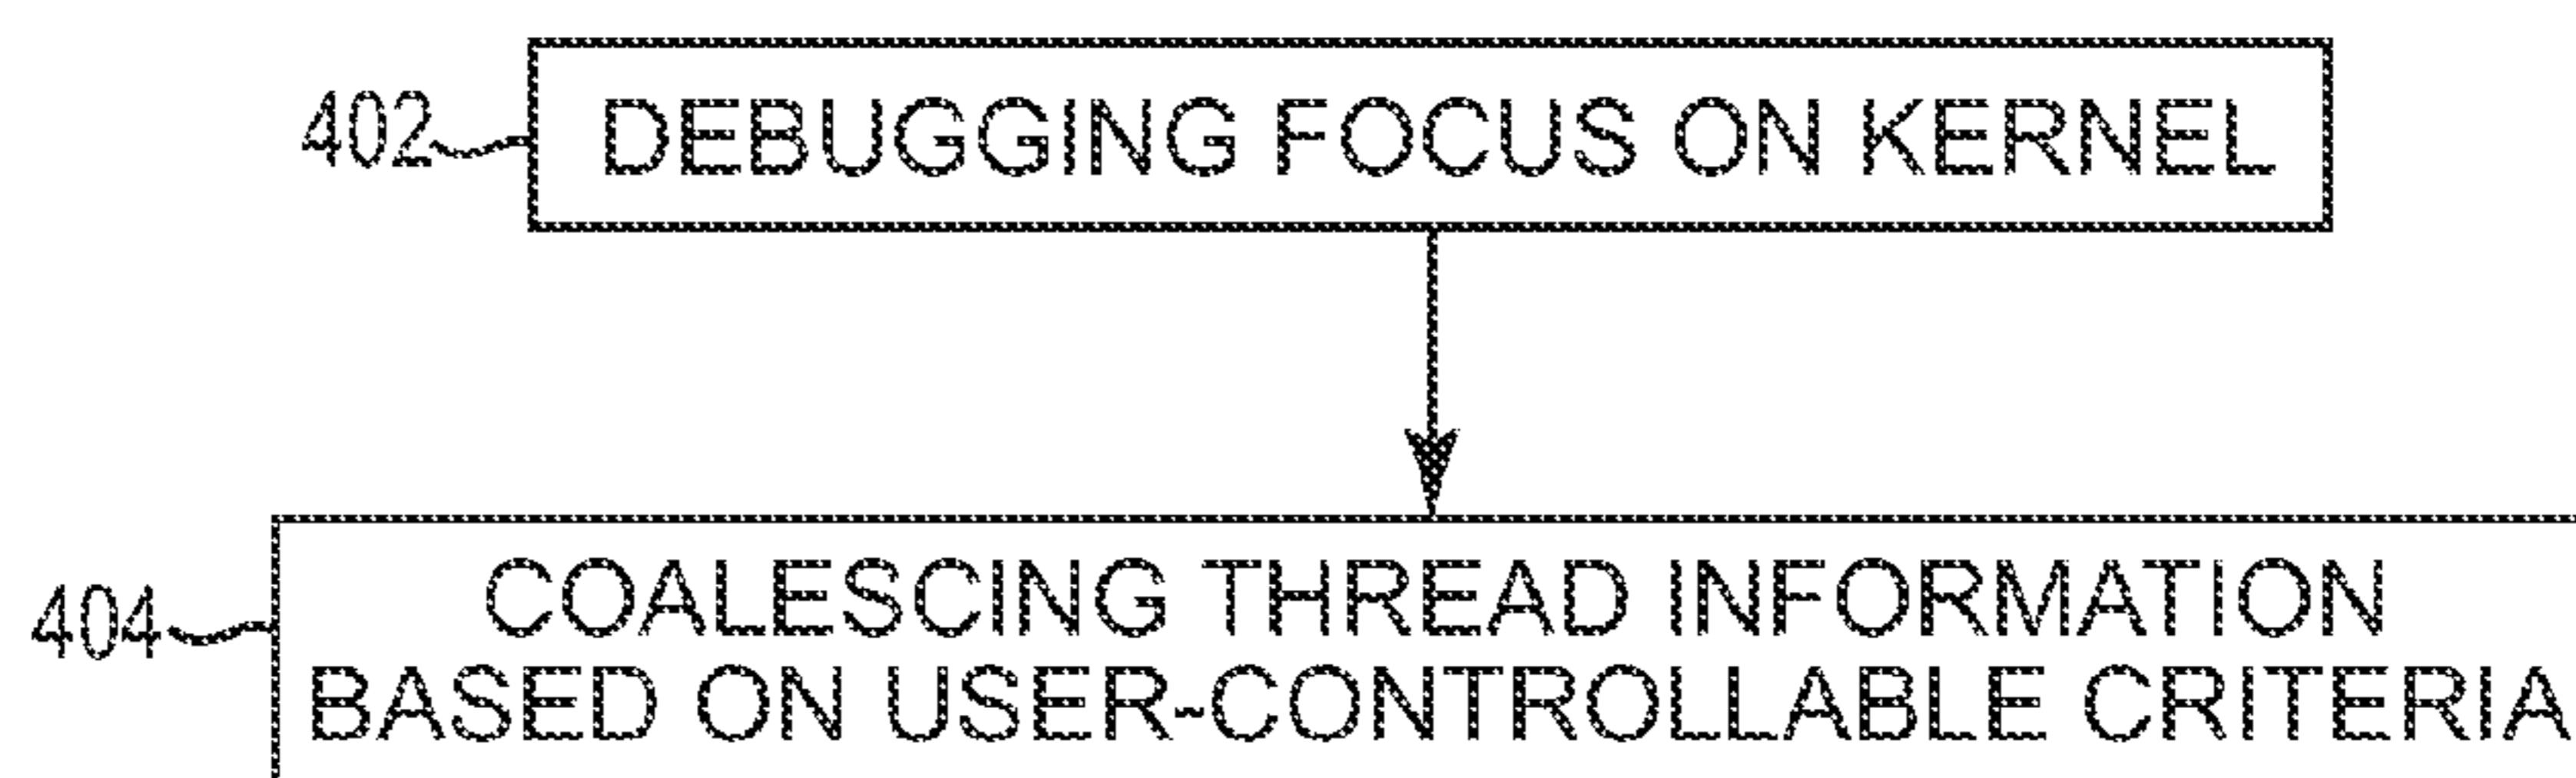 402 DEBUGGING FOCUS ON KERNEL
404 COALESCING THREAD INFORMATION
BASED ON USER-CONTROLLABLE CRITERIA